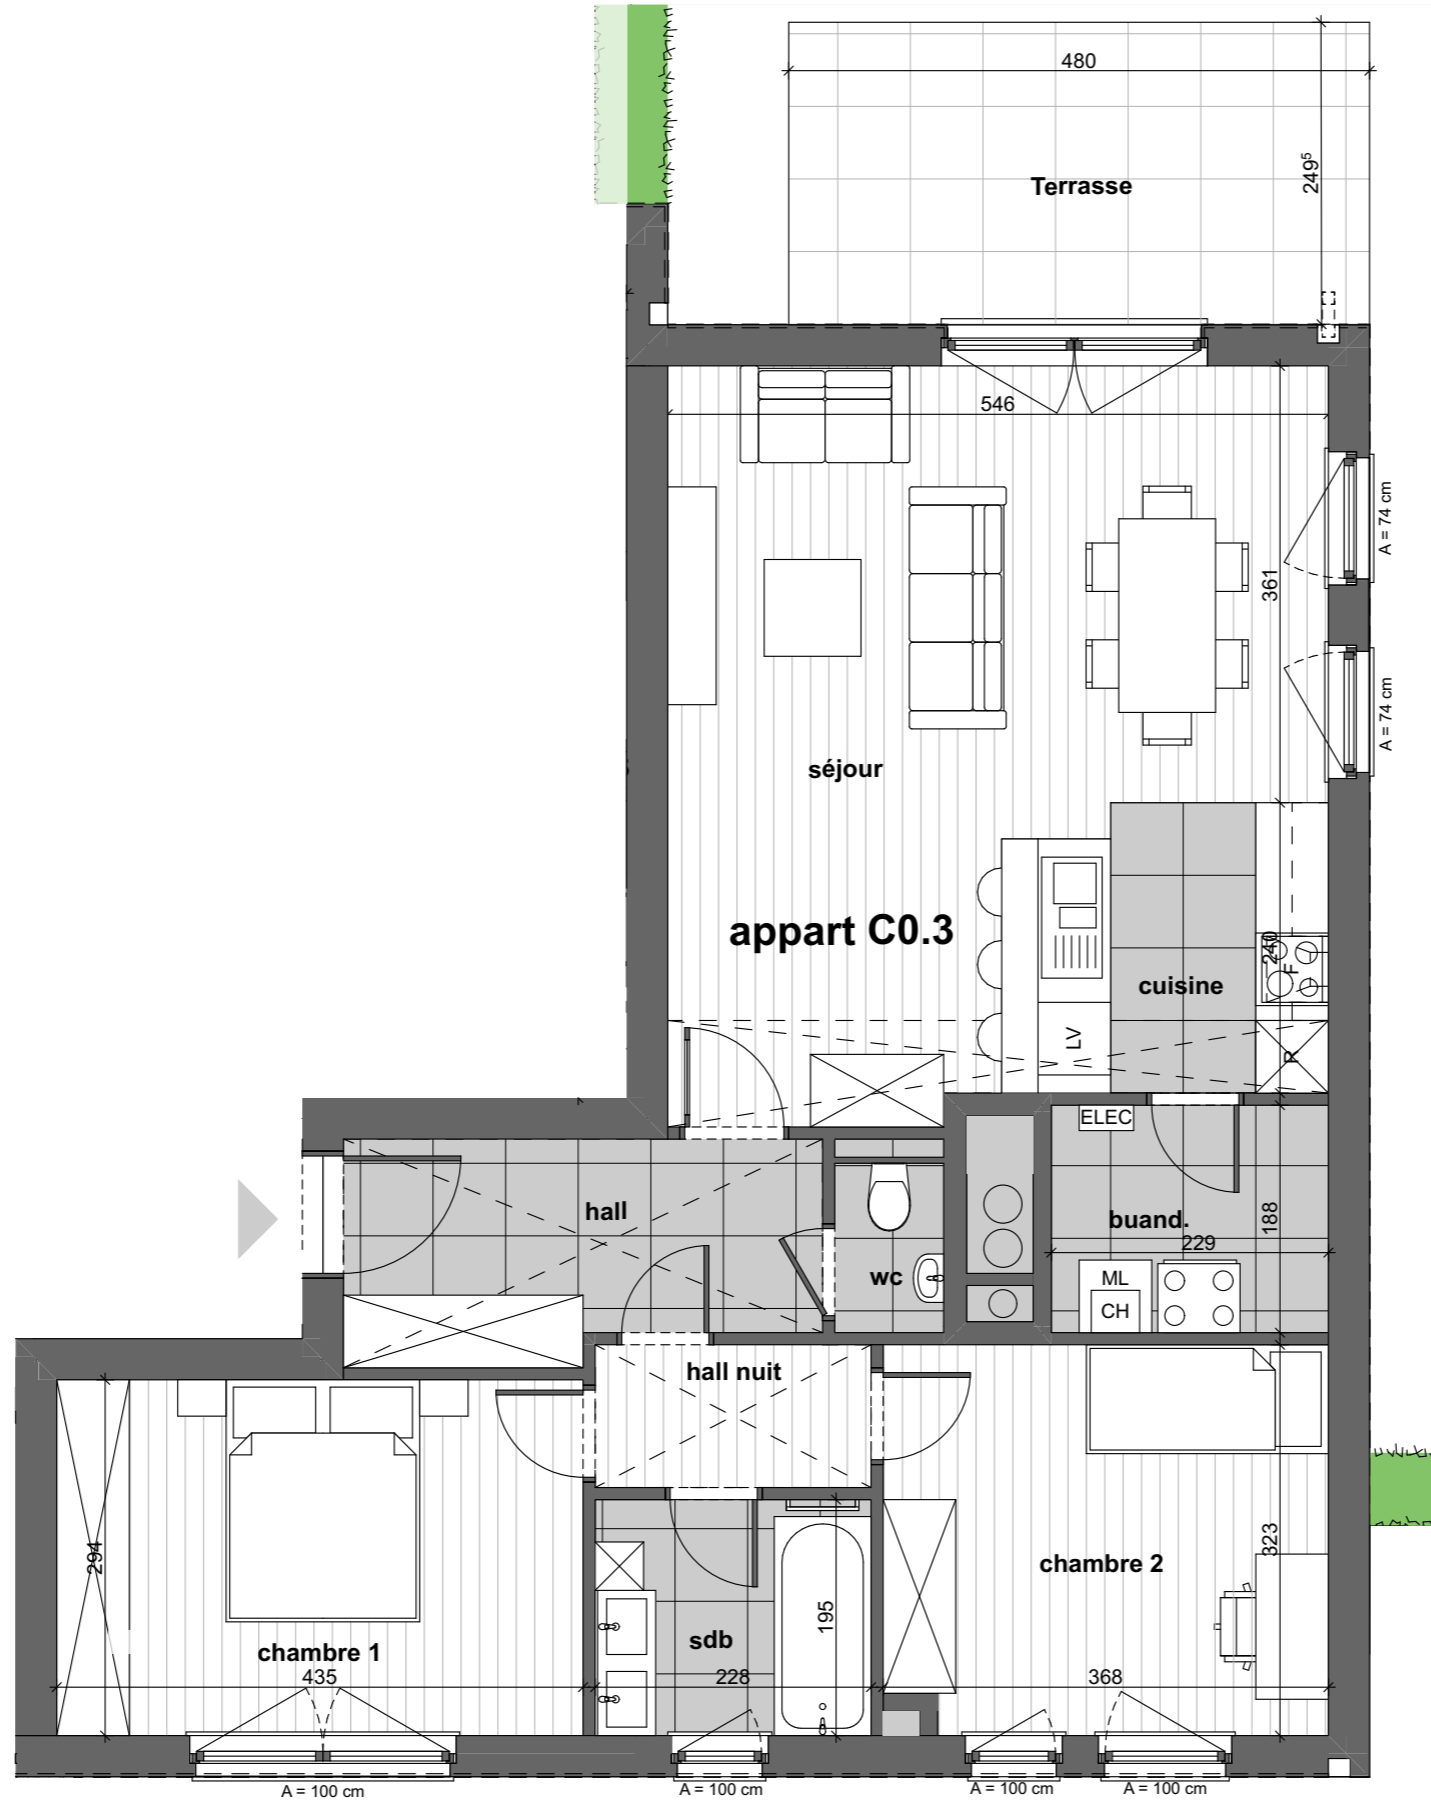 480
249⁵
Terrasse
546
A = 74 cm
361
A = 74 cm
séjour
appart C0.3
240
F
cuisine
LV
R
ELEC
hall
buand.
188
229
wc
ML
CH
hall nuit
294
323
chambre 2
195
sdb
chambre 1
435
228
368
A = 100 cm
A = 100 cm
A = 100 cm
A = 100 cm